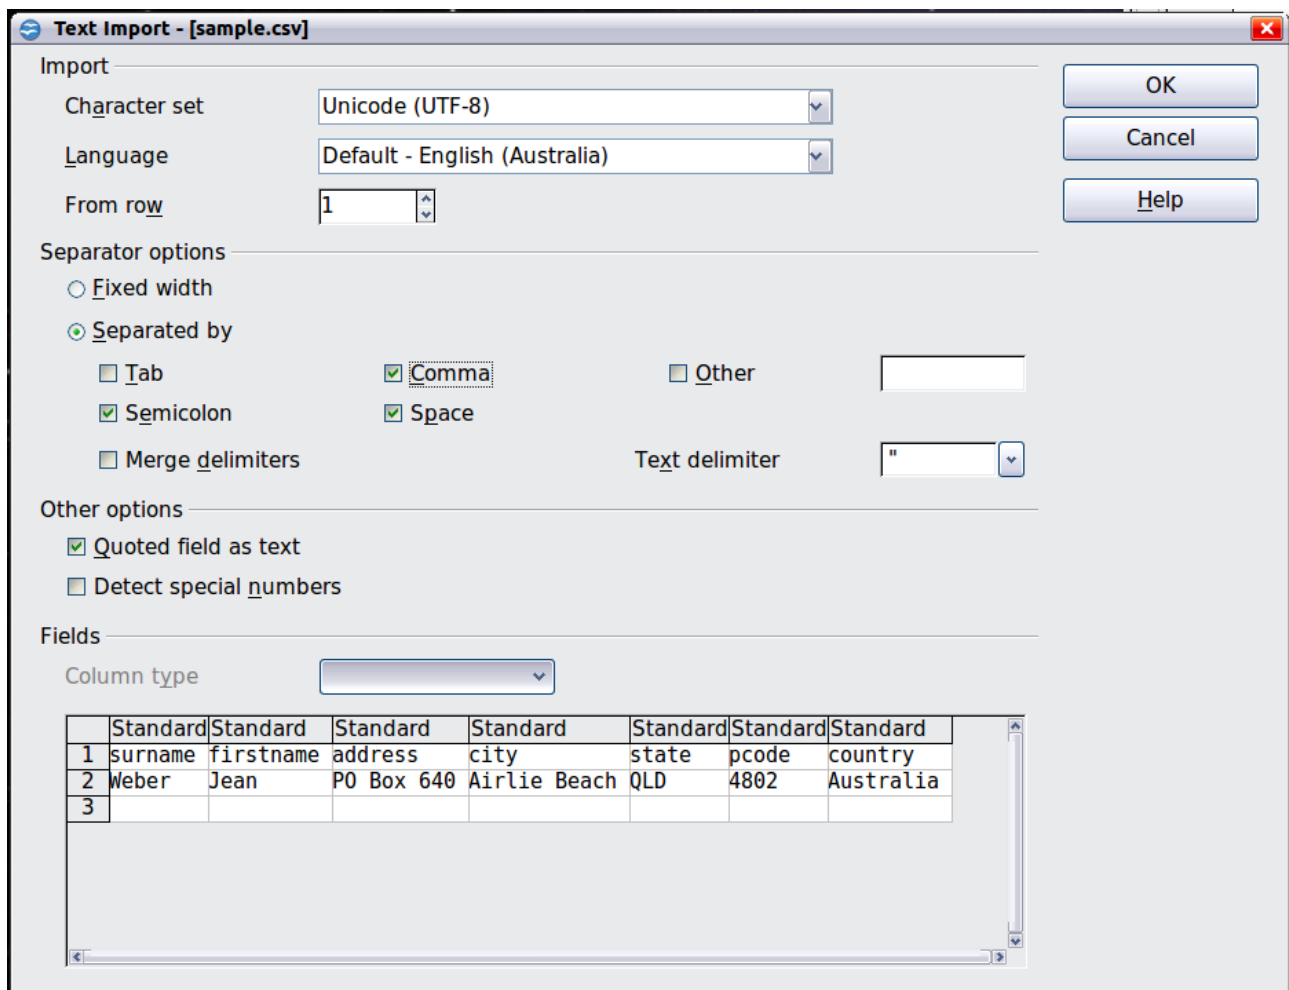 Text Import - [sample.csv]
Import
Character set Unicode (UTF-8)
Language Default - English (Australia)
From row 1
OK
Cancel
Help
Separator options
Fixed width
Separated by
Tab Comma Other
Semicolon Space
Merge delimiters Text delimiter "
Other options
Quoted field as text
Detect special numbers
Fields
Column type
Standard Standard Standard Standard Standard Standard Standard
1 surname firstname address city state pcode country
2 Weber Jean PO Box 640 Airlie Beach QLD 4802 Australia
3